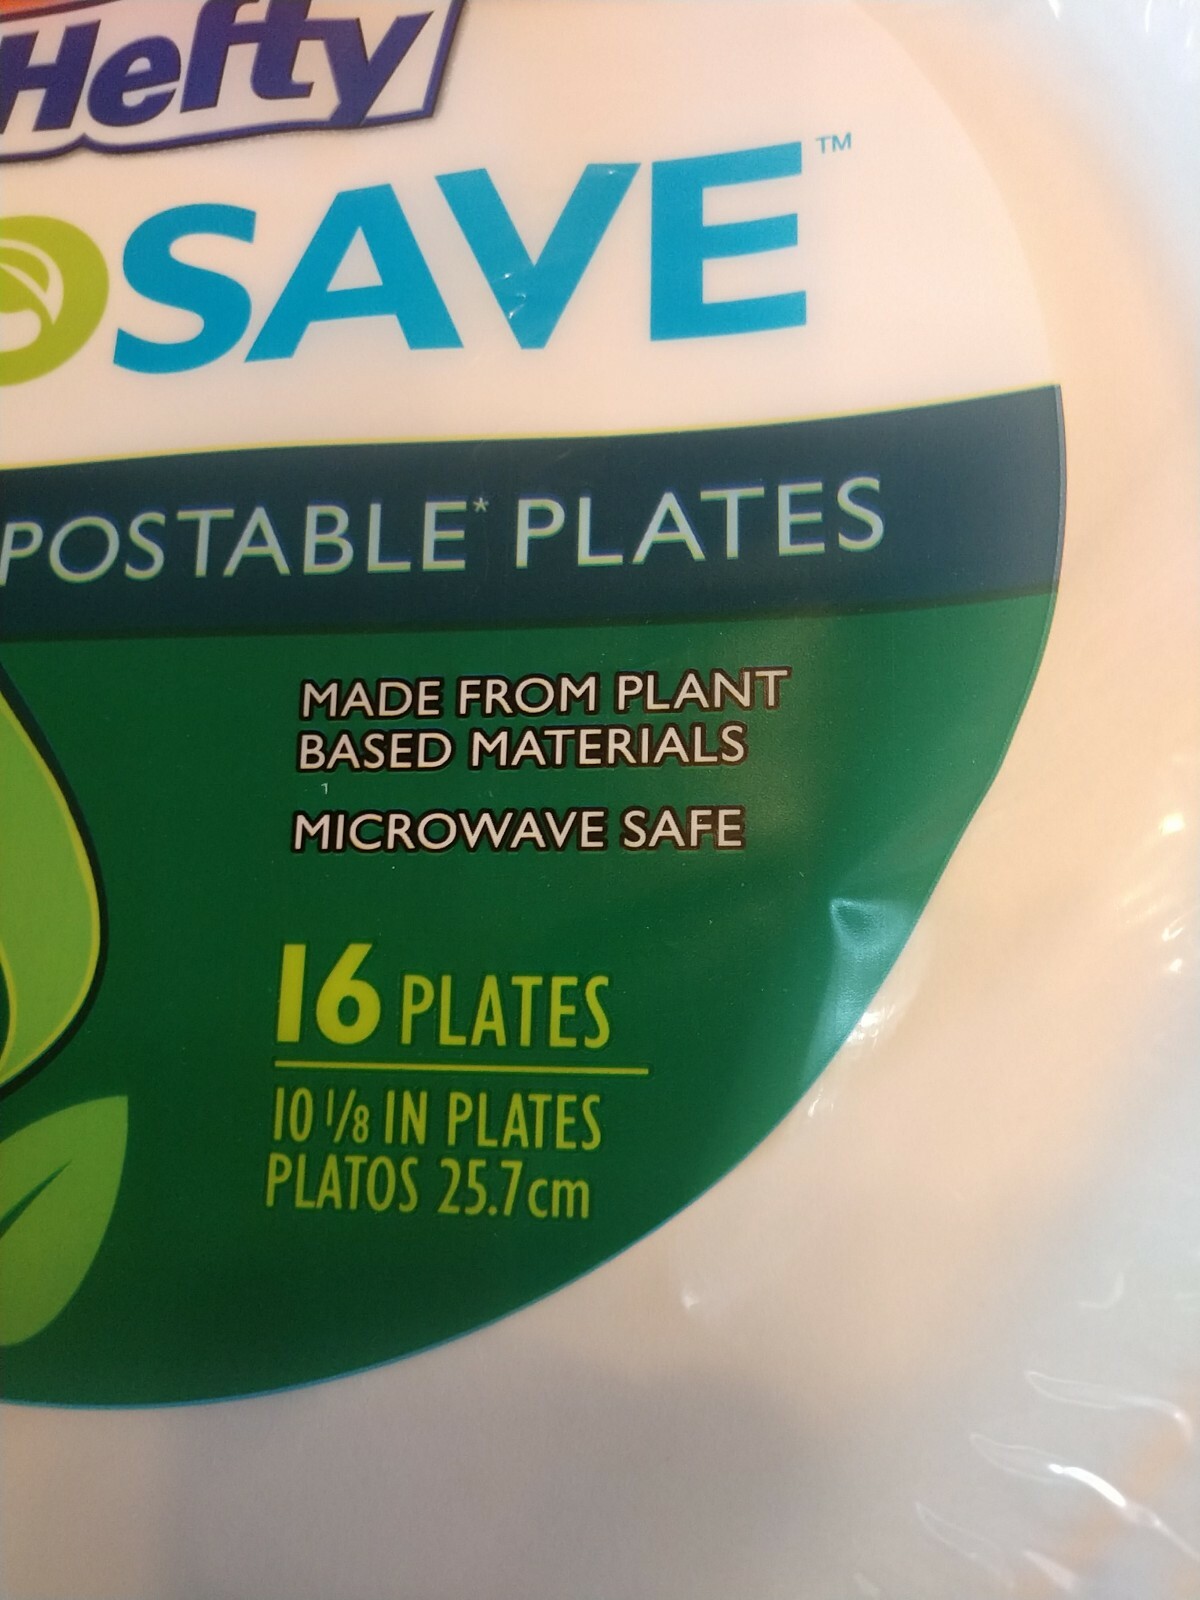 Hefty
OSAVE™
POSTABLE* PLATES
MADE FROM PLANT
BASED MATERIALS
MICROWAVE SAFE
16 PLATES
10 1/8 IN PLATES
PLATOS 25.7cm